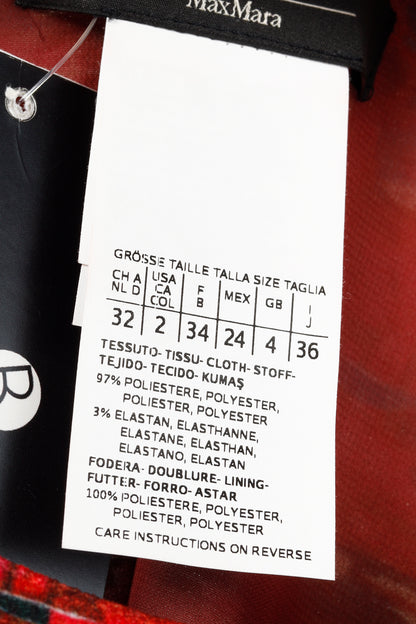 MaxMara
GRÖSSE TAILLE TALLA SIZE TAGLIA
CH A NL D USA CA COL F B MEX GB I J
32 2 34 24 4 36
TESSUTO- TISSU- CLOTH- STOFF-
TEJIDO- TECIDO- KUMAŞ
97% POLIESTERE, POLYESTER,
POLIESTER, POLYESTER
3% ELASTAN, ELASTHANNE,
ELASTANE, ELASTHAN,
ELASTANO, ELASTAN
FODERA- DOUBLURE- LINING-
FUTTER- FORRO- ASTAR
100% POLIESTERE, POLYESTER,
POLIESTER, POLYESTER
CARE INSTRUCTIONS ON REVERSE
R